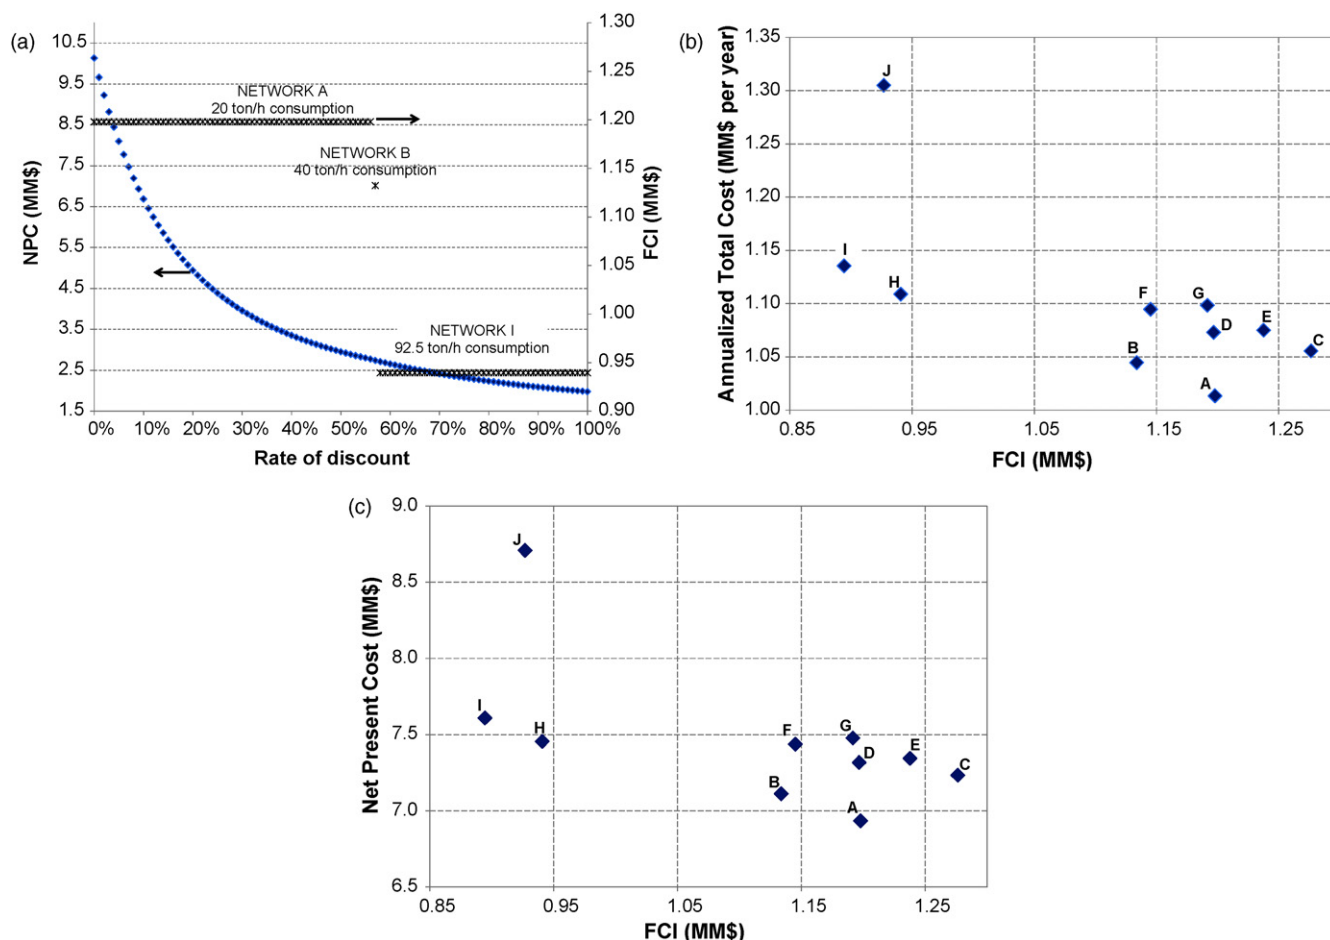 (a)
NPC (MM$)
10.5
9.5
8.5
7.5
6.5
5.5
4.5
3.5
2.5
1.5
NETWORK A
20 ton/h consumption
NETWORK B
40 ton/h consumption
NETWORK I
92.5 ton/h consumption
1.30
1.25
1.20
1.15
1.10
1.05
1.00
0.95
0.90
FCI (MM$)
0% 10% 20% 30% 40% 50% 60% 70% 80% 90% 100%
Rate of discount
(b)
Annualized Total Cost (MM$ per year)
1.35
1.30
1.25
1.20
1.15
1.10
1.05
1.00
J
I
H
F
G
D
E
B
C
A
0.85 0.95 1.05 1.15 1.25
FCI (MM$)
(c)
Net Present Cost (MM$)
9.0
8.5
8.0
7.5
7.0
6.5
J
I
H
F
G
D
E
C
B
A
0.85 0.95 1.05 1.15 1.25
FCI (MM$)